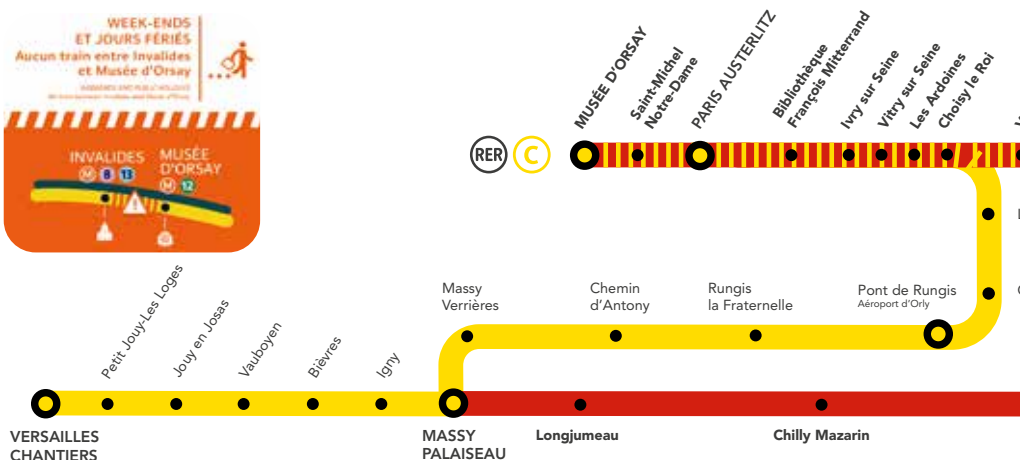 WEEK-ENDS
ET JOURS FÉRIÉS
Aucun train entre Invalides
et Musée d'Orsay
INVALIDES
M 8 13
MUSÉE
D'ORSAY
M 12
RER C
MUSÉE D'ORSAY
Saint-Michel
Notre-Dame
PARIS AUSTERLITZ
Bibliothèque
François Mitterrand
Ivry sur Seine
Vitry sur Seine
Les Ardoines
Choisy le Roi
Massy
Verrières
Chemin
d'Antony
Rungis
la Fraternelle
Pont de Rungis
Aéroport d'Orly
Petit Jouy-Les Loges
Jouy en Josas
Vauboyen
Bièvres
Igny
VERSAILLES
CHANTIERS
MASSY
PALAISEAU
Longjumeau
Chilly Mazarin